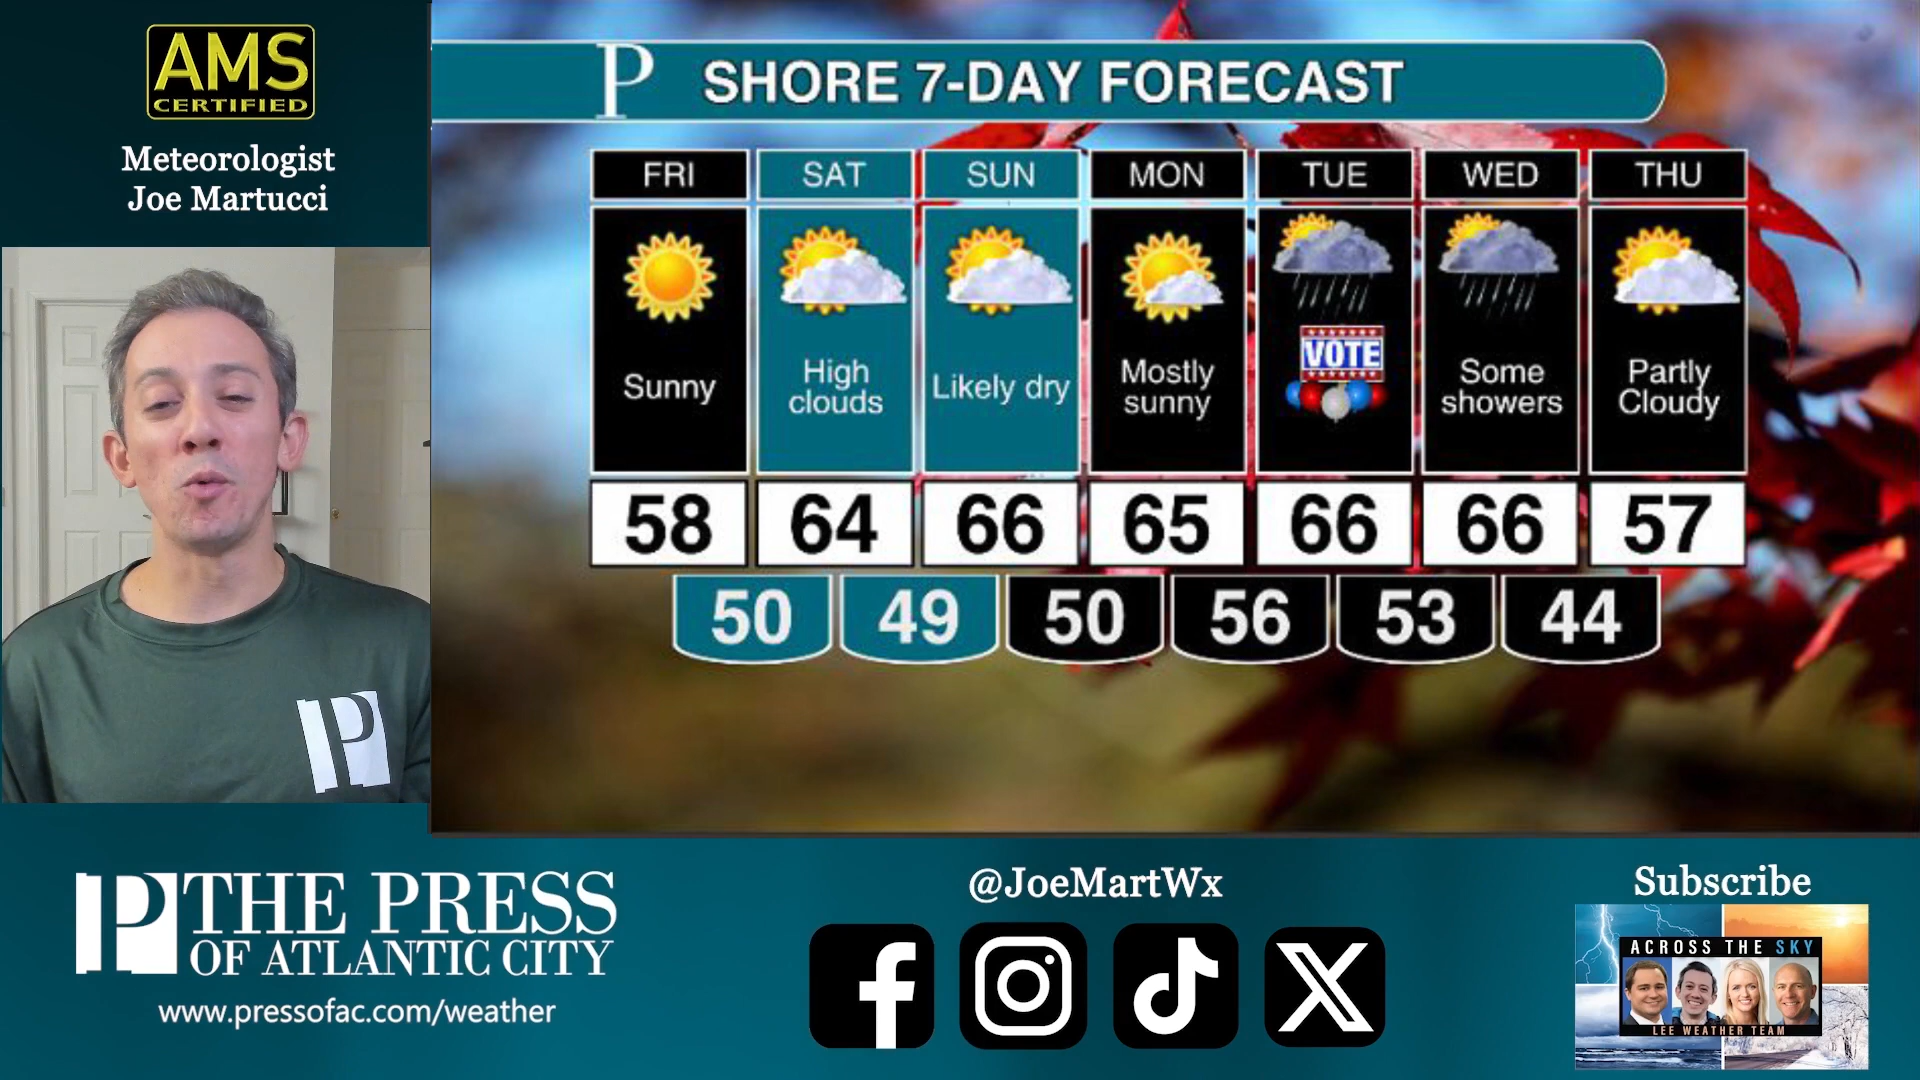 AMS
CERTIFIED
Meteorologist
Joe Martucci
P
P SHORE 7-DAY FORECAST
FRI SAT SUN MON TUE WED THU
Sunny
High
clouds
Likely dry
Mostly
sunny
VOTE
Some
showers
Partly
Cloudy
58 64 66 65 66 66 57
50 49 50 56 53 44
P THE PRESS
OF ATLANTIC CITY
www.pressofac.com/weather
@JoeMartWx
Subscribe
ACROSS THE SKY
LEE WEATHER TEAM